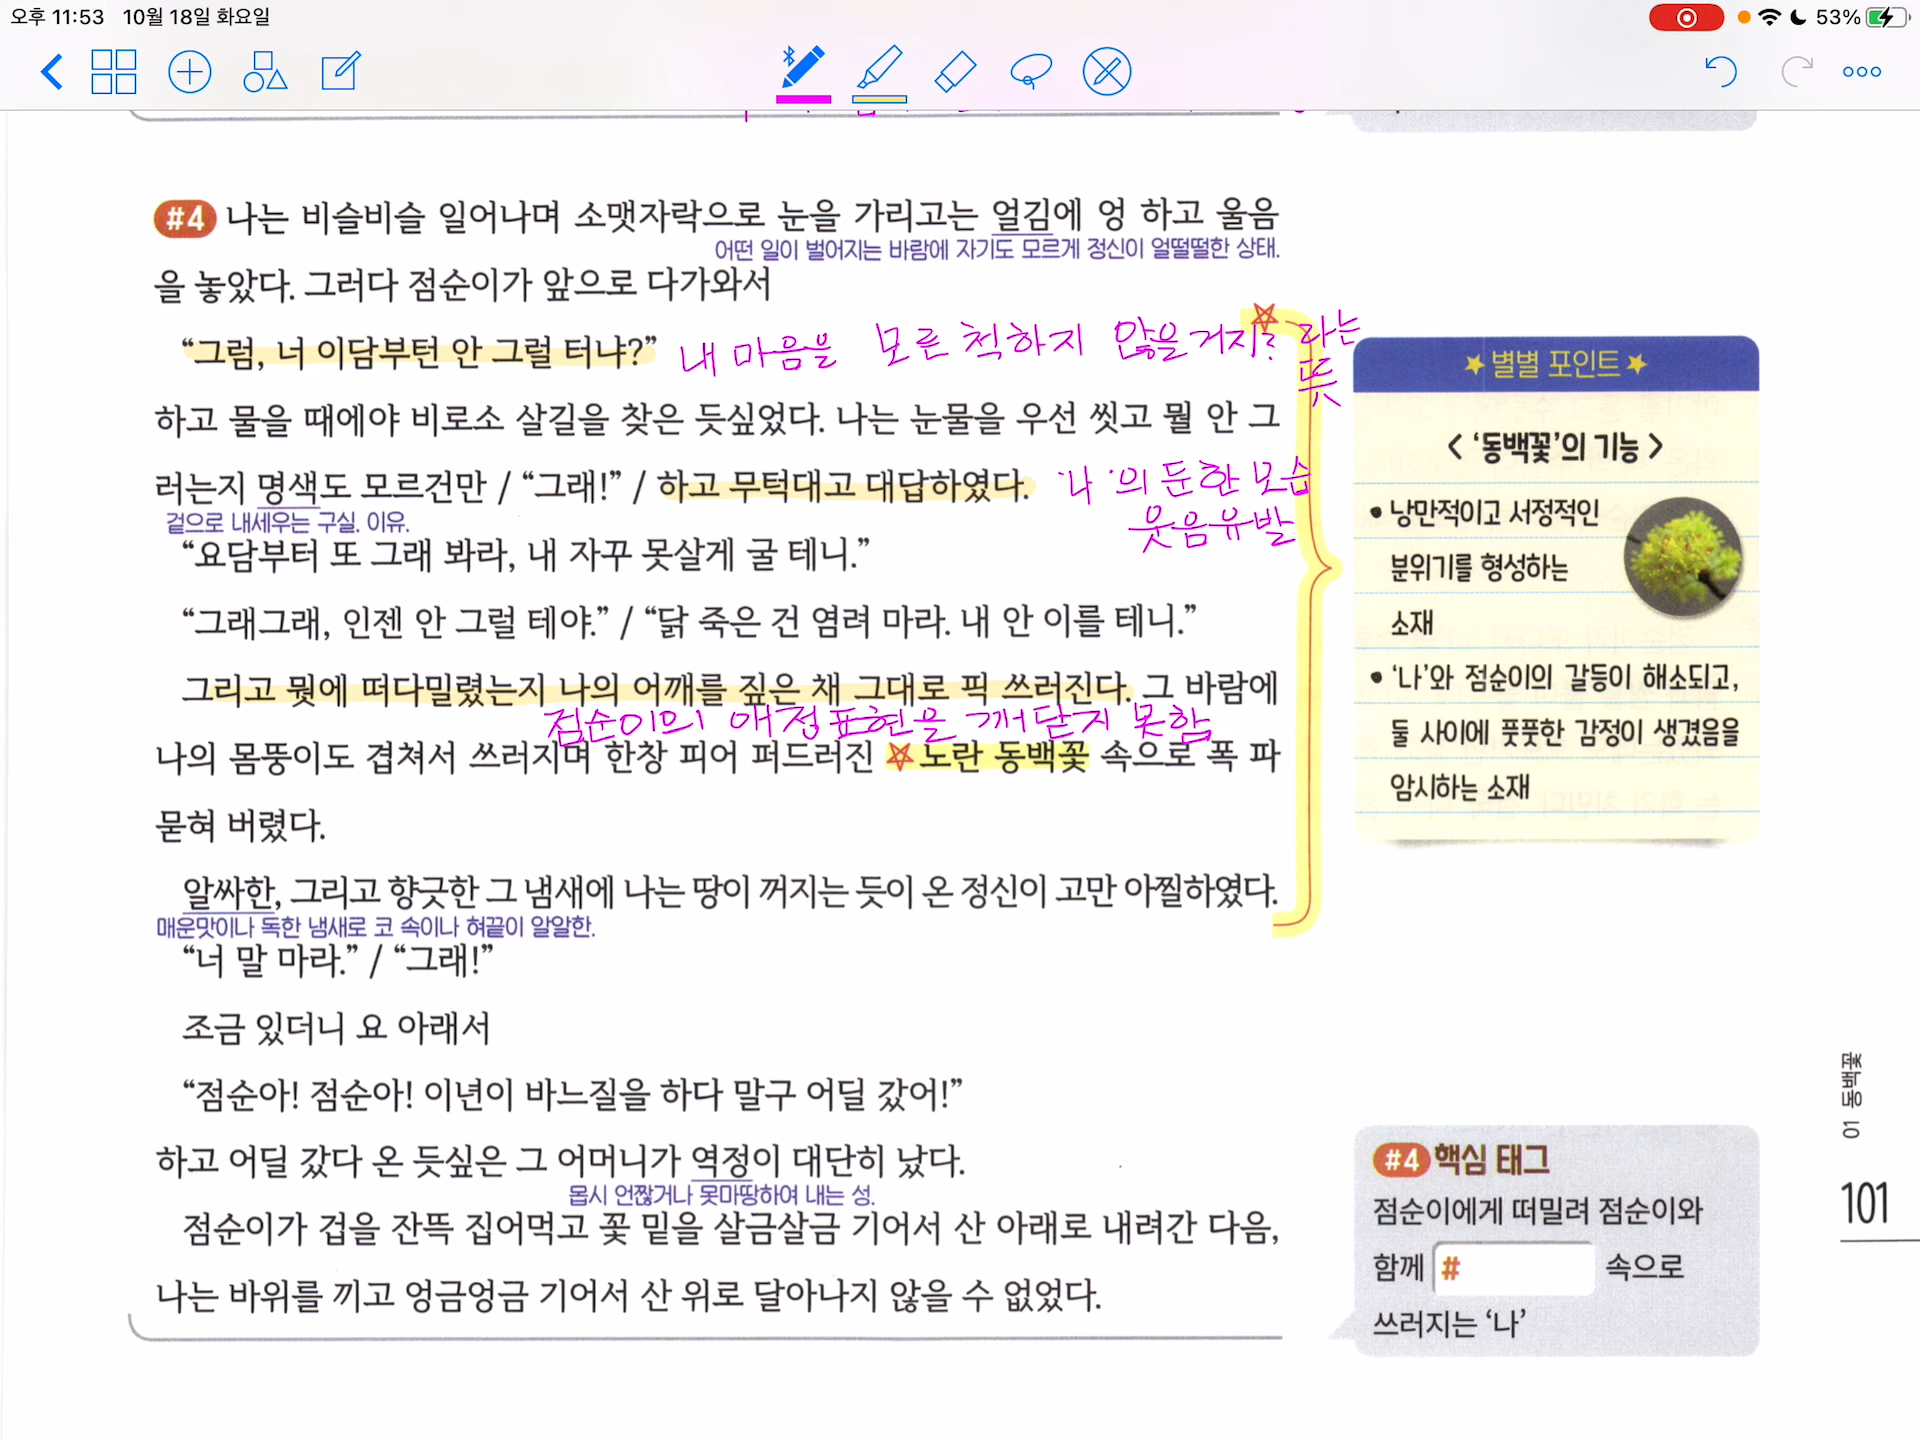 오후 11:53 10월 18일 화요일
53%
#4 나는 비슬비슬 일어나며 소맷자락으로 눈을 가리고는 얼김에 엉 하고 울음
어떤 일이 벌어지는 바람에 자기도 모르게 정신이 얼떨떨한 상태.
을 놓았다. 그러다 점순이가 앞으로 다가와서
“그럼, 너 이담부턴 안 그럴 터냐?” 내 마음을 모른 척하지 않을거지? 라는
뜻
하고 물을 때에야 비로소 살길을 찾은 듯싶었다. 나는 눈물을 우선 씻고 뭘 안 그
러는지 명색도 모르건만 / “그래!” / 하고 무턱대고 대답하였다. '나'의 둔한 모습
겉으로 내세우는 구실. 이유.
웃음유발
“요담부터 또 그래 봐라, 내 자꾸 못살게 굴 테니.”
“그래그래, 인젠 안 그럴 테야.” / “닭 죽은 건 염려 마라. 내 안 이를 테니.”
그리고 뭣에 떠다밀렸는지 나의 어깨를 짚은 채 그대로 픽 쓰러진다. 그 바람에
점순이의 애정표현을 깨닫지 못함
나의 몸뚱이도 겹쳐서 쓰러지며 한창 피어 퍼드러진 노란 동백꽃 속으로 폭 파
묻혀 버렸다.
알싸한, 그리고 향긋한 그 냄새에 나는 땅이 꺼지는 듯이 온 정신이 고만 아찔하였다.
매운맛이나 독한 냄새로 코 속이나 혀끝이 알알한.
“너 말 마라.” / “그래!”
조금 있더니 요 아래서
“점순아! 점순아! 이년이 바느질을 하다 말구 어딜 갔어!”
하고 어딜 갔다 온 듯싶은 그 어머니가 역정이 대단히 났다.
몹시 언짢거나 못마땅하여 내는 성.
점순이가 겁을 잔뜩 집어먹고 꽃 밑을 살금살금 기어서 산 아래로 내려간 다음,
나는 바위를 끼고 엉금엉금 기어서 산 위로 달아나지 않을 수 없었다.
★별별 포인트★
< ‘동백꽃’의 기능 >
• 낭만적이고 서정적인
분위기를 형성하는
소재
• ‘나’와 점순이의 갈등이 해소되고,
둘 사이에 풋풋한 감정이 생겼음을
암시하는 소재
01 동백꽃
101
#4 핵심 태그
점순이에게 떠밀려 점순이와
함께 # 속으로
쓰러지는 ‘나’